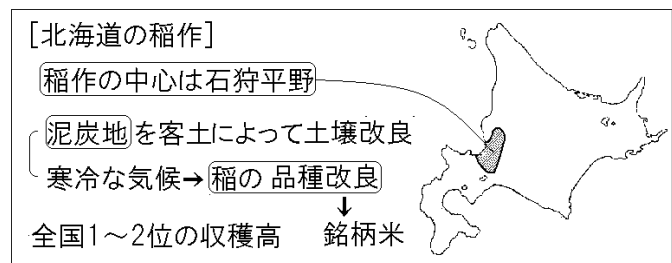 [北海道の稲作]
稲作の中心は石狩平野
泥炭地を客土によって土壌改良
寒冷な気候→稲の品種改良
↓
全国1～2位の収穫高 銘柄米